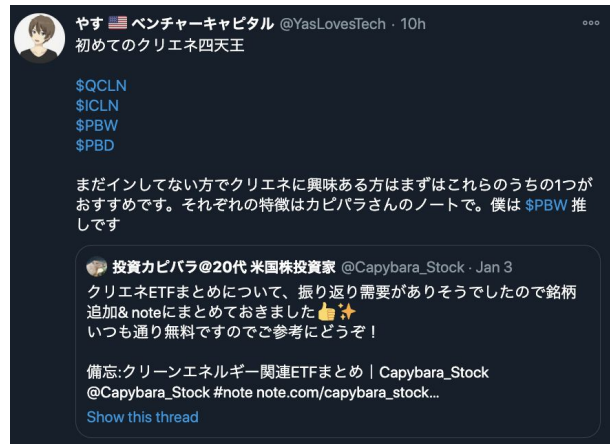 やす 🇺🇸 ベンチャーキャピタル @YasLovesTech · 10h
初めてのクリエネ四天王
$QCLN
$ICLN
$PBW
$PBD
まだインしてない方でクリエネに興味ある方はまずはこれらのうちの1つが
おすすめです。それぞれの特徴はカピパラさんのノートで。僕は $PBW 推
しです
投資カピバラ@20代 米国株投資家 @Capybara_Stock · Jan 3
クリエネETFまとめについて、振り返り需要がありそうでしたので銘柄
追加& noteにまとめておきました👍✨
いつも通り無料ですのでご参考にどうぞ！
備忘:クリーンエネルギー関連ETFまとめ｜Capybara_Stock
@Capybara_Stock #note note.com/capybara_stock…
Show this thread